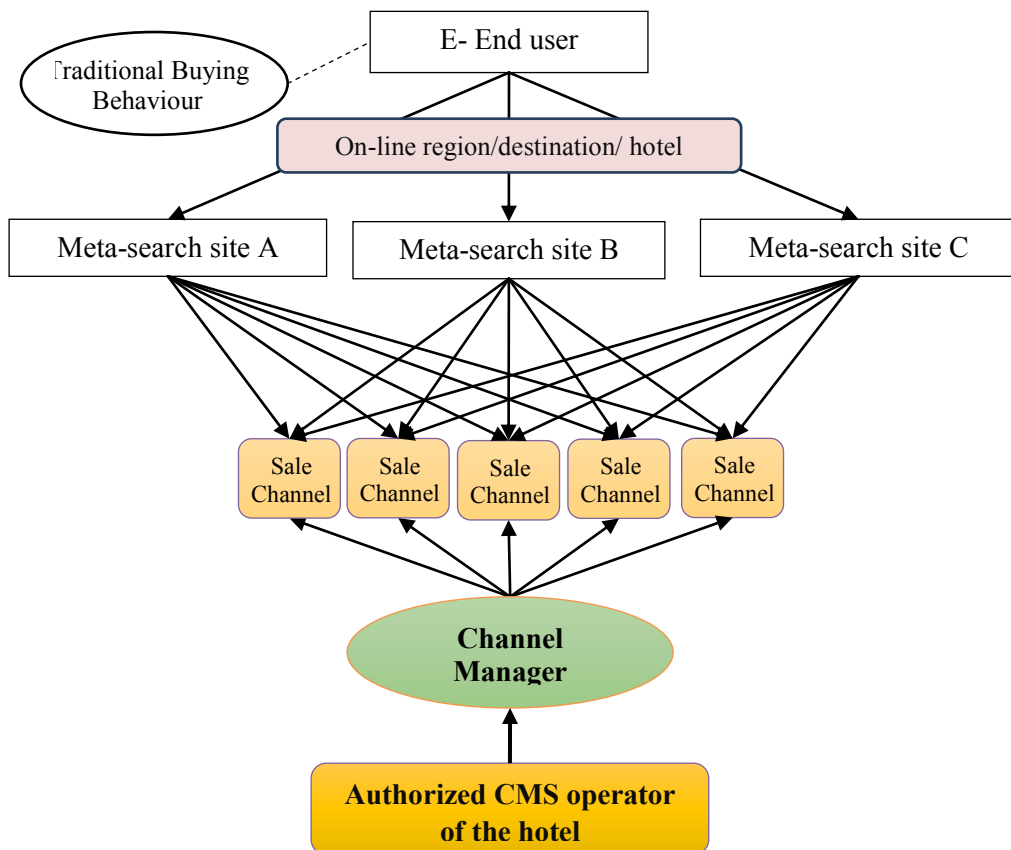 E- End user
Traditional Buying
Behaviour
On-line region/destination/ hotel
Meta-search site A
Meta-search site B
Meta-search site C
Sale
Channel
Sale
Channel
Sale
Channel
Sale
Channel
Sale
Channel
Channel
Manager
Authorized CMS operator
of the hotel